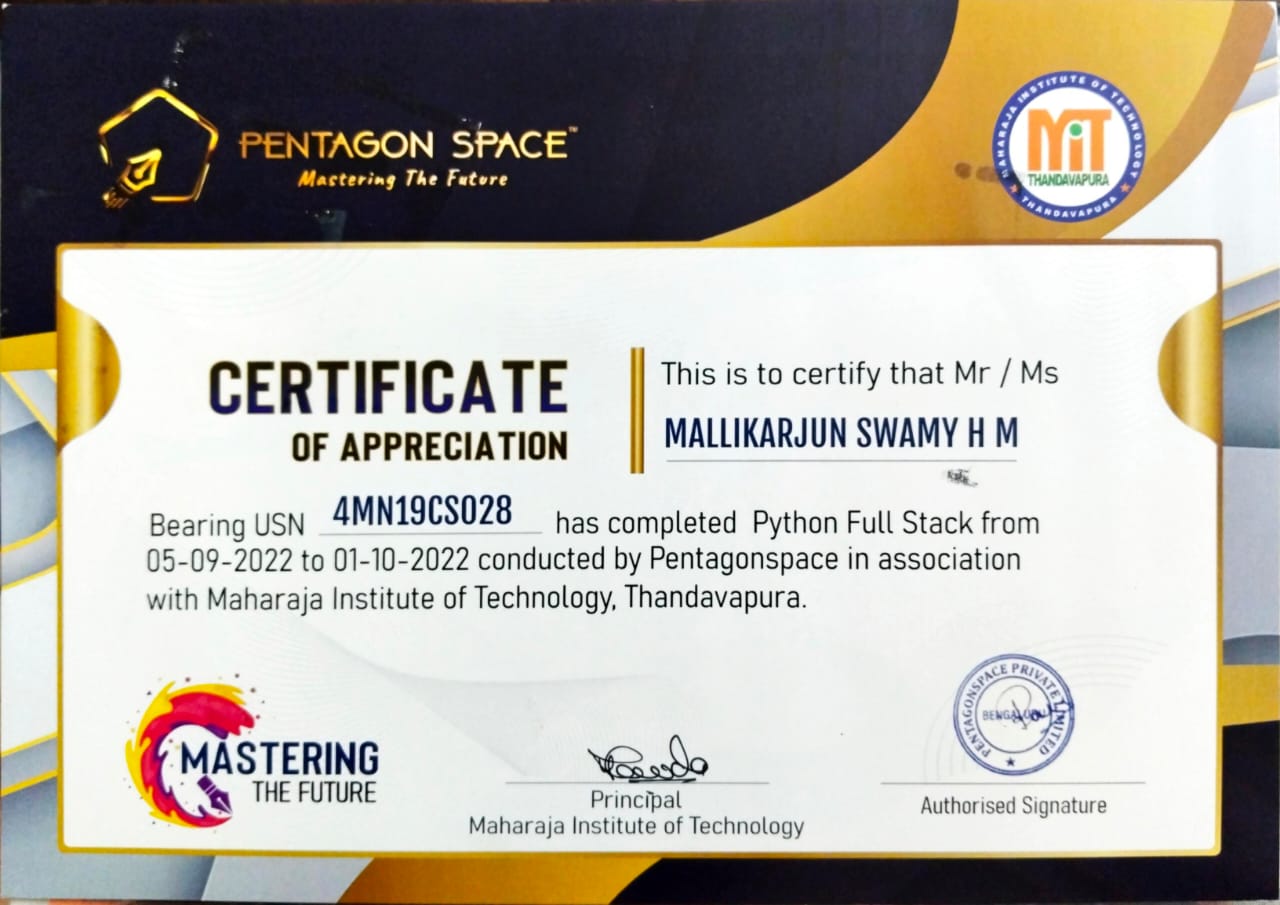 PENTAGON SPACE™
Mastering The Future
MAHARAJA INSTITUTE OF TECHNOLOGY
MiT
THANDAVAPURA
THANDAVAPURA
CERTIFICATE
OF APPRECIATION
This is to certify that Mr / Ms
MALLIKARJUN SWAMY H M
Bearing USN 4MN19CS028 has completed Python Full Stack from
05-09-2022 to 01-10-2022 conducted by Pentagonspace in association
with Maharaja Institute of Technology, Thandavapura.
MASTERING
THE FUTURE
Principal
Maharaja Institute of Technology
PENTAGONSPACE PRIVATE LIMITED
BENGALURU
Authorised Signature